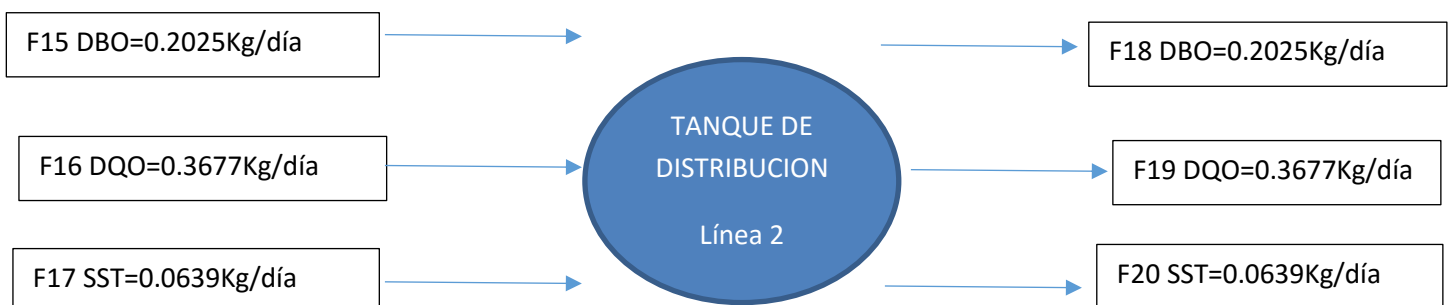 F15 DBO=0.2025Kg/día
F18 DBO=0.2025Kg/día
TANQUE DE
DISTRIBUCION
Línea 2
F16 DQO=0.3677Kg/día
F19 DQO=0.3677Kg/día
F17 SST=0.0639Kg/día
F20 SST=0.0639Kg/día